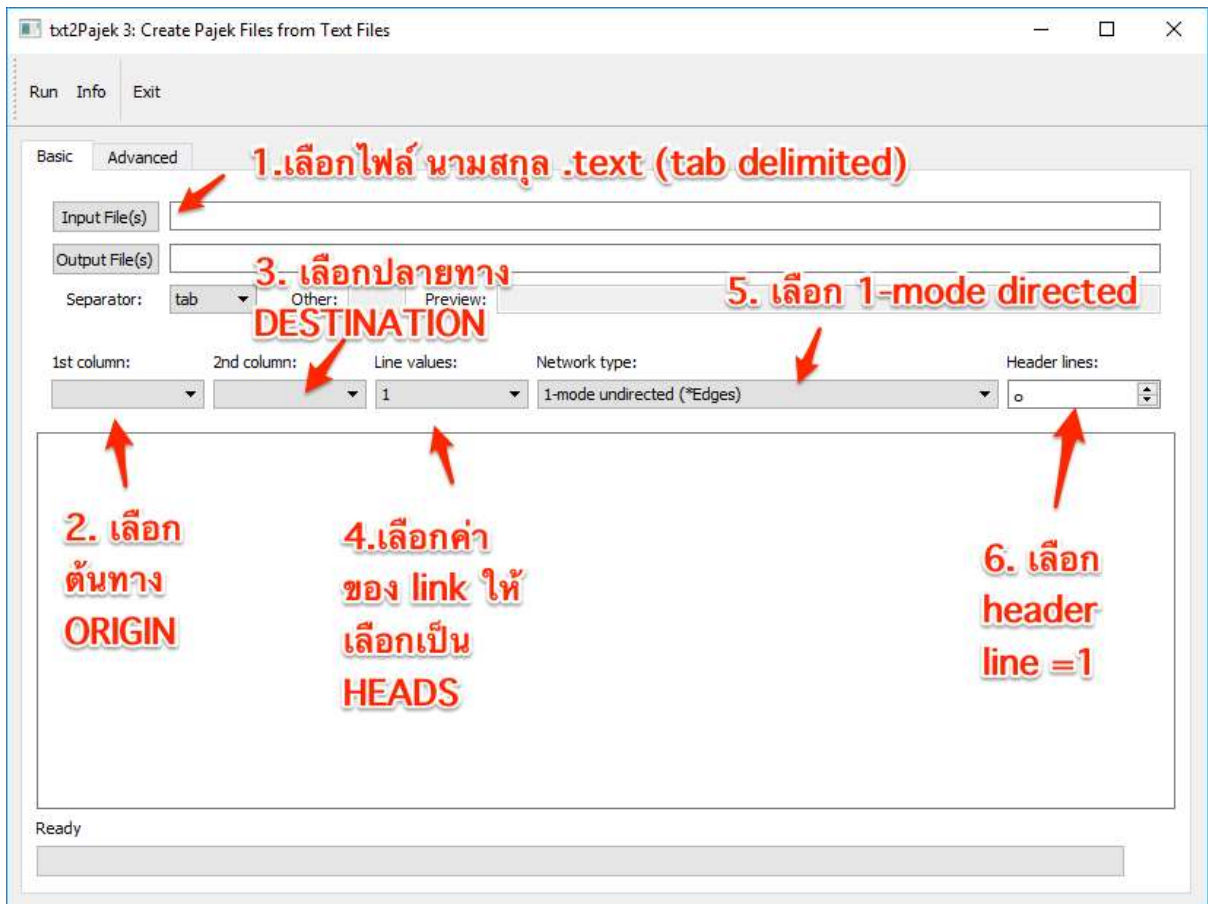 txt2Pajek 3: Create Pajek Files from Text Files
Run Info Exit
Basic Advanced
1.เลือกไฟล์ นามสกุล .text (tab delimited)
Input File(s)
Output File(s)
3. เลือกปลายทาง
DESTINATION
5. เลือก 1-mode directed
Separator: tab Other: Preview:
1st column: 2nd column: Line values: Network type: Header lines:
1 1-mode undirected (*Edges) 0
2. เลือก
ต้นทาง
ORIGIN
4.เลือกค่า
ของ link ให้
เลือกเป็น
HEADS
6. เลือก
header
line =1
Ready